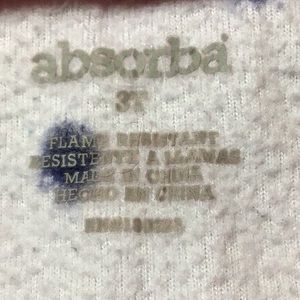 absorba
3T
FLAME RESISTANT
RESISTENTE A LLAMAS
MADE IN CHINA
HECHO EN CHINA